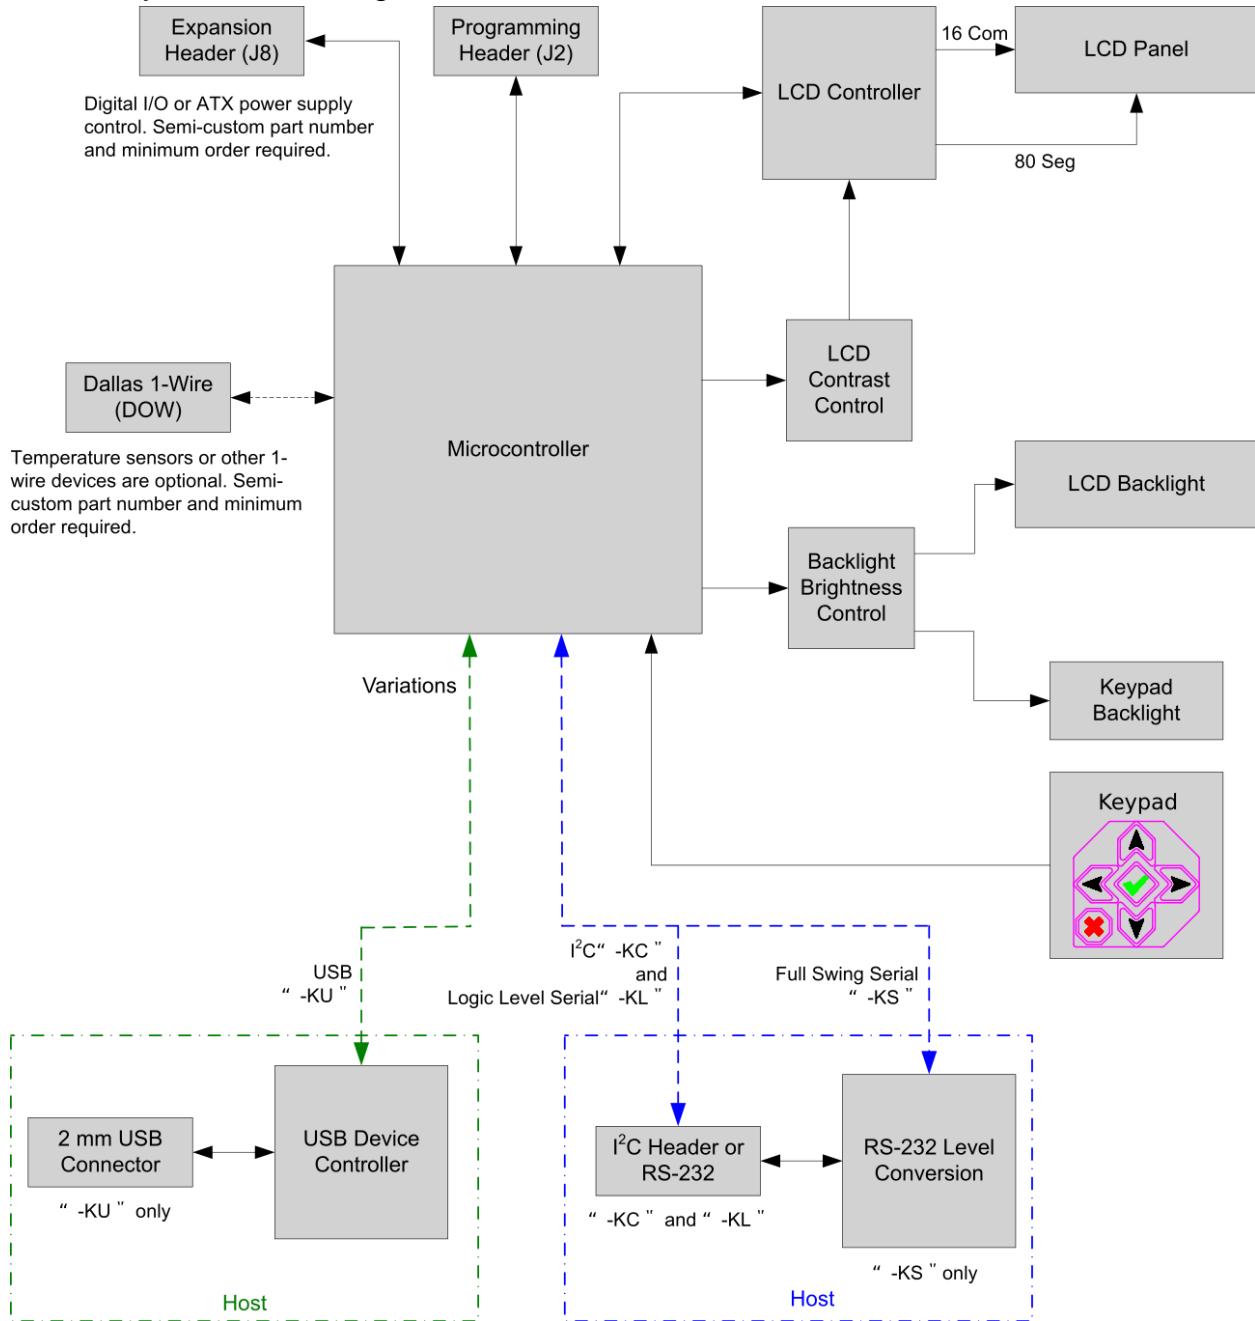 Expansion
Header (J8)
Programming
Header (J2)
LCD Controller
16 Com
LCD Panel
80 Seg
Digital I/O or ATX power supply
control. Semi-custom part number
and minimum order required.
Dallas 1-Wire
(DOW)
Temperature sensors or other 1-
wire devices are optional. Semi-
custom part number and minimum
order required.
Microcontroller
LCD
Contrast
Control
LCD Backlight
Backlight
Brightness
Control
Keypad
Backlight
Variations
Keypad
USB
“ -KU ”
I²C“ -KC ”
and
Logic Level Serial“ -KL ”
Full Swing Serial
“ -KS ”
2 mm USB
Connector
“ -KU ” only
USB Device
Controller
Host
I²C Header or
RS-232
“ -KC ” and “ -KL ”
RS-232 Level
Conversion
“ -KS ” only
Host